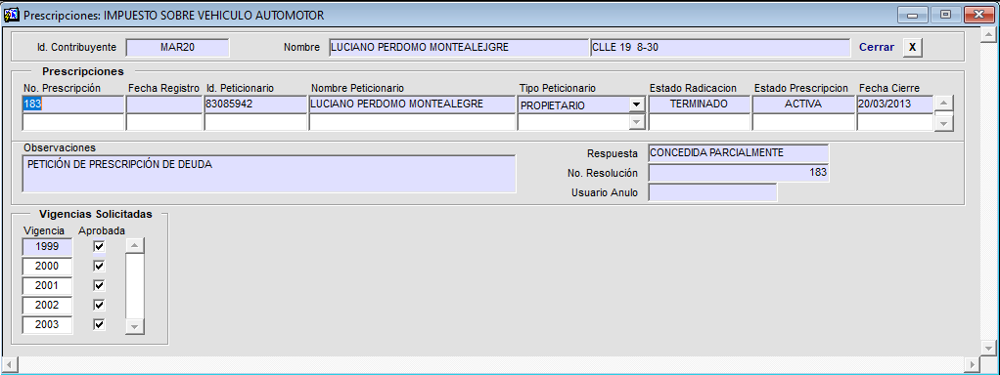 Prescripciones: IMPUESTO SOBRE VEHICULO AUTOMOTOR
Id. Contribuyente MAR20 Nombre LUCIANO PERDOMO MONTEALEJGRE CLLE 19 8-30 Cerrar X
Prescripciones
No. Prescripción Fecha Registro Id. Peticionario Nombre Peticionario Tipo Peticionario Estado Radicacion Estado Prescripcion Fecha Cierre
183 83085942 LUCIANO PERDOMO MONTEALEGRE PROPIETARIO TERMINADO ACTIVA 20/03/2013
Observaciones
PETICIÓN DE PRESCRIPCIÓN DE DEUDA
Respuesta CONCEDIDA PARCIALMENTE
No. Resolución 183
Usuario Anulo
Vigencias Solicitadas
Vigencia Aprobada
1999
2000
2001
2002
2003